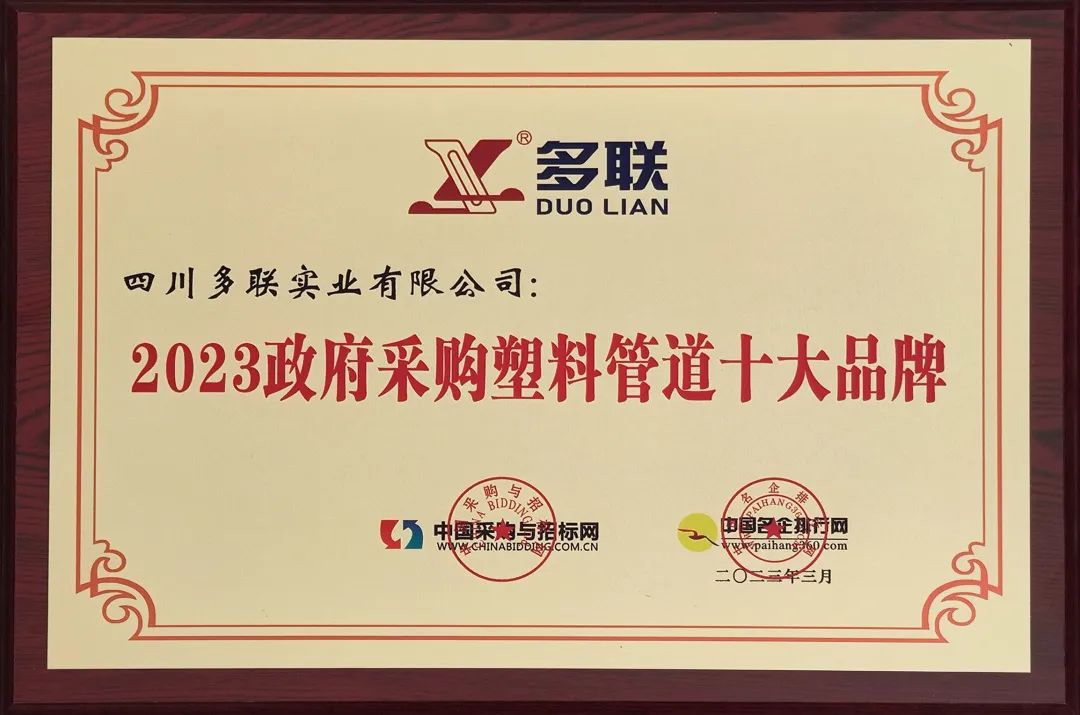 多联®
DUO LIAN
四川多联实业有限公司:
2023政府采购塑料管道十大品牌
中国采购与招标网
WWW.CHINABIDDING.COM.CN
中国名企排行网
www.paihang360.com
二〇二三年三月